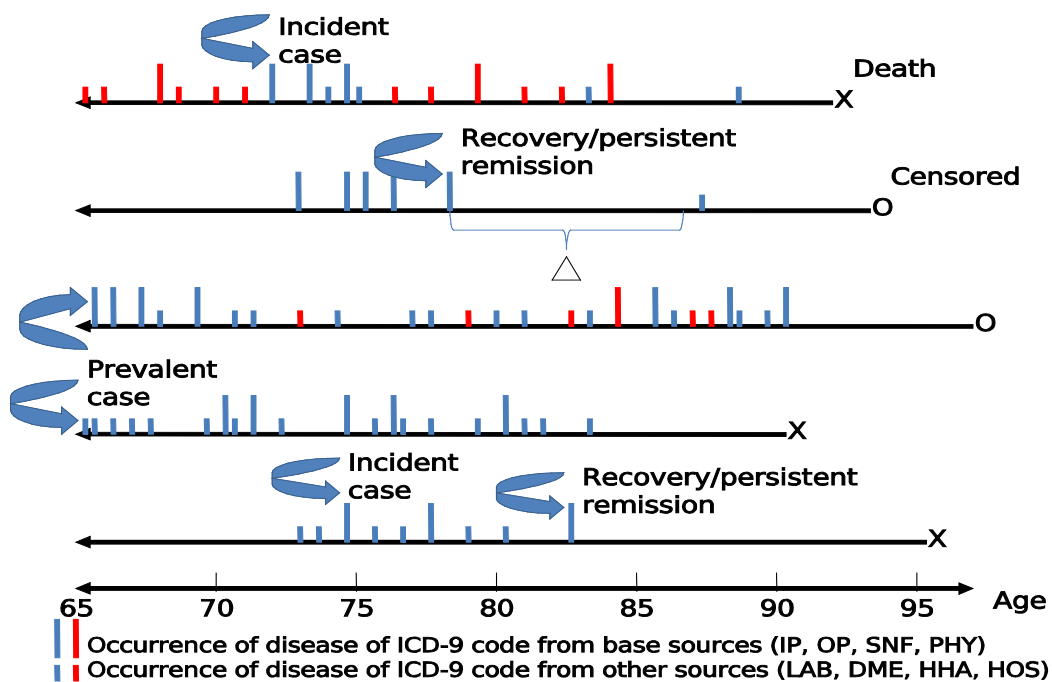 Incident
case
Death
X
Recovery/persistent
remission
Censored
O
O
Prevalent
case
X
Incident
case
Recovery/persistent
remission
X
65 70 75 80 85 90 95 Age
Occurrence of disease of ICD-9 code from base sources (IP, OP, SNF, PHY)
Occurrence of disease of ICD-9 code from other sources (LAB, DME, HHA, HOS)